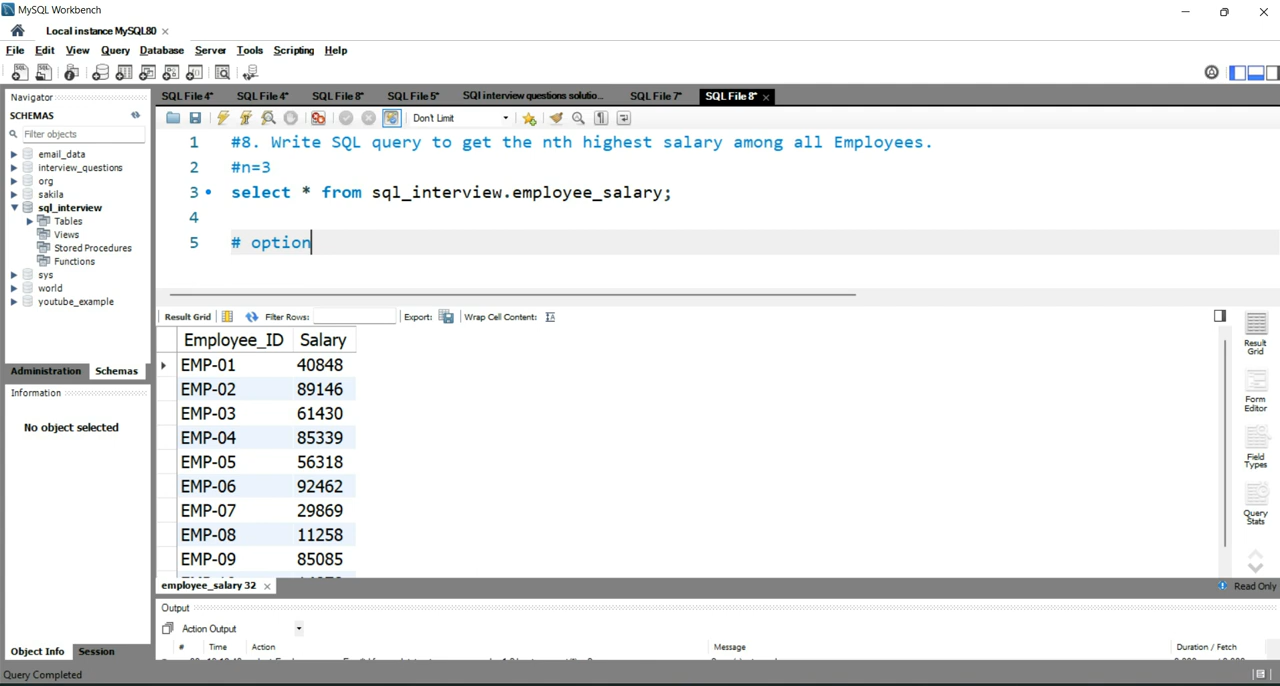 MySQL Workbench
Local instance MySQL80
File Edit View Query Database Server Tools Scripting Help
Navigator
SCHEMAS
Filter objects
email_data
interview_questions
org
sakila
sql_interview
Tables
Views
Stored Procedures
Functions
sys
world
youtube_example
Administration Schemas
Information
No object selected
Object Info Session
SQL File 4* SQL File 4* SQL File 8* SQL File 5* SQl interview questions solutio... SQL File 7* SQL File 8*
Don't Limit
1 #8. Write SQL query to get the nth highest salary among all Employees.
2 #n=3
3 select * from sql_interview.employee_salary;
4
5 # option
Result Grid Filter Rows: Export: Wrap Cell Content:
Employee_ID Salary
EMP-01 40848
EMP-02 89146
EMP-03 61430
EMP-04 85339
EMP-05 56318
EMP-06 92462
EMP-07 29869
EMP-08 11258
EMP-09 85085
Result Grid
Form Editor
Field Types
Query Stats
employee_salary 32
Read Only
Output
Action Output
# Time Action Message Duration / Fetch
Query Completed